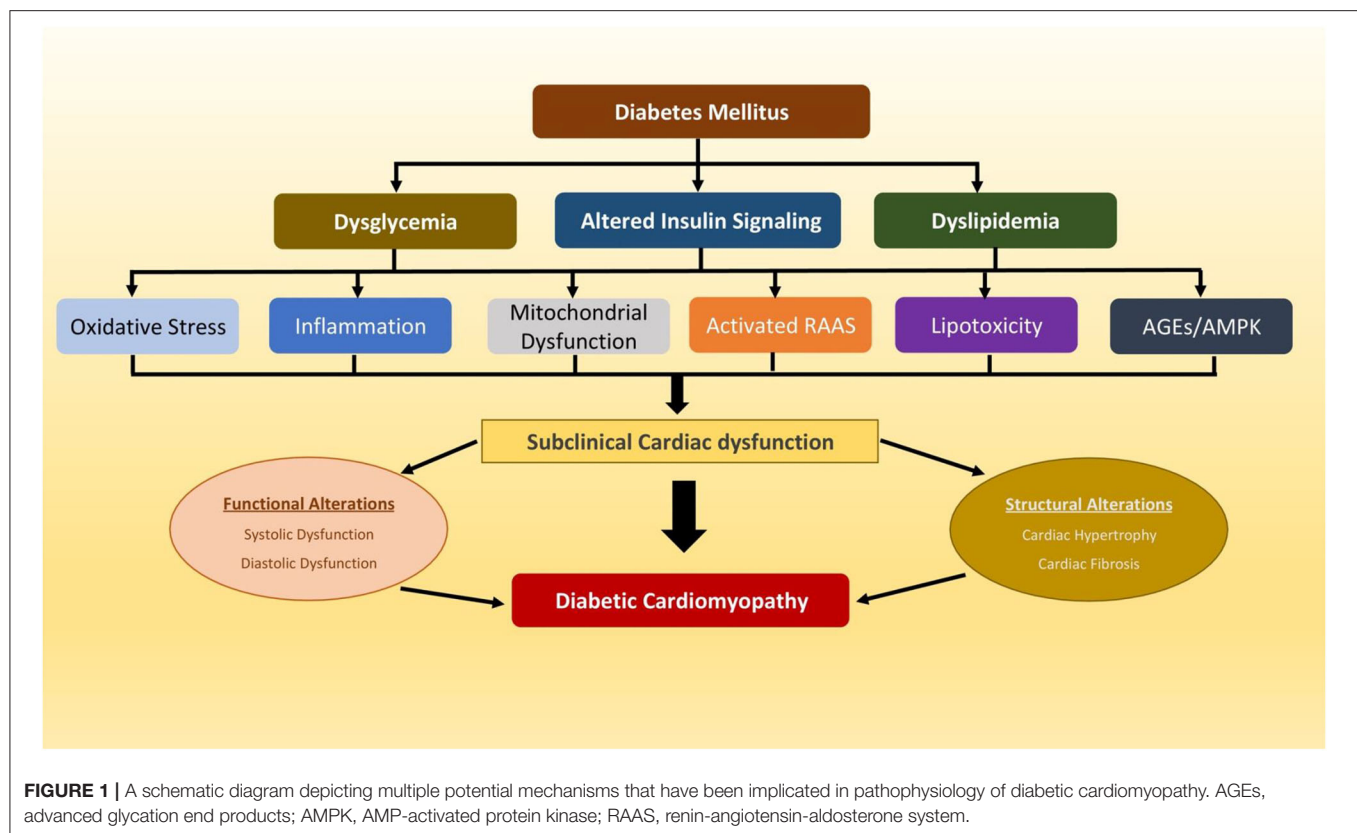 Diabetes Mellitus
Dysglycemia
Altered Insulin Signaling
Dyslipidemia
Oxidative Stress
Inflammation
Mitochondrial
Dysfunction
Activated RAAS
Lipotoxicity
AGEs/AMPK
Subclinical Cardiac dysfunction
Functional Alterations
Systolic Dysfunction
Diastolic Dysfunction
Structural Alterations
Cardiac Hypertrophy
Cardiac Fibrosis
Diabetic Cardiomyopathy
FIGURE 1 | A schematic diagram depicting multiple potential mechanisms that have been implicated in pathophysiology of diabetic cardiomyopathy. AGEs,
advanced glycation end products; AMPK, AMP-activated protein kinase; RAAS, renin-angiotensin-aldosterone system.